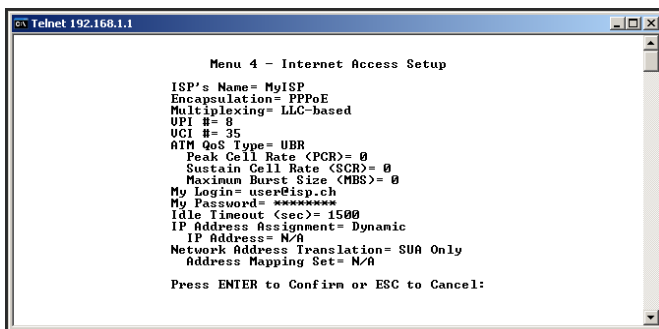 Telnet 192.168.1.1
Menu 4 - Internet Access Setup
ISP's Name= MyISP
Encapsulation= PPPoE
Multiplexing= LLC-based
VPI #= 8
VCI #= 35
ATM QoS Type= UBR
Peak Cell Rate (PCR)= 0
Sustain Cell Rate (SCR)= 0
Maximum Burst Size (MBS)= 0
My Login= user@isp.ch
My Password= ********
Idle Timeout (sec)= 1500
IP Address Assignment= Dynamic
IP Address= N/A
Network Address Translation= SUA Only
Address Mapping Set= N/A
Press ENTER to Confirm or ESC to Cancel: